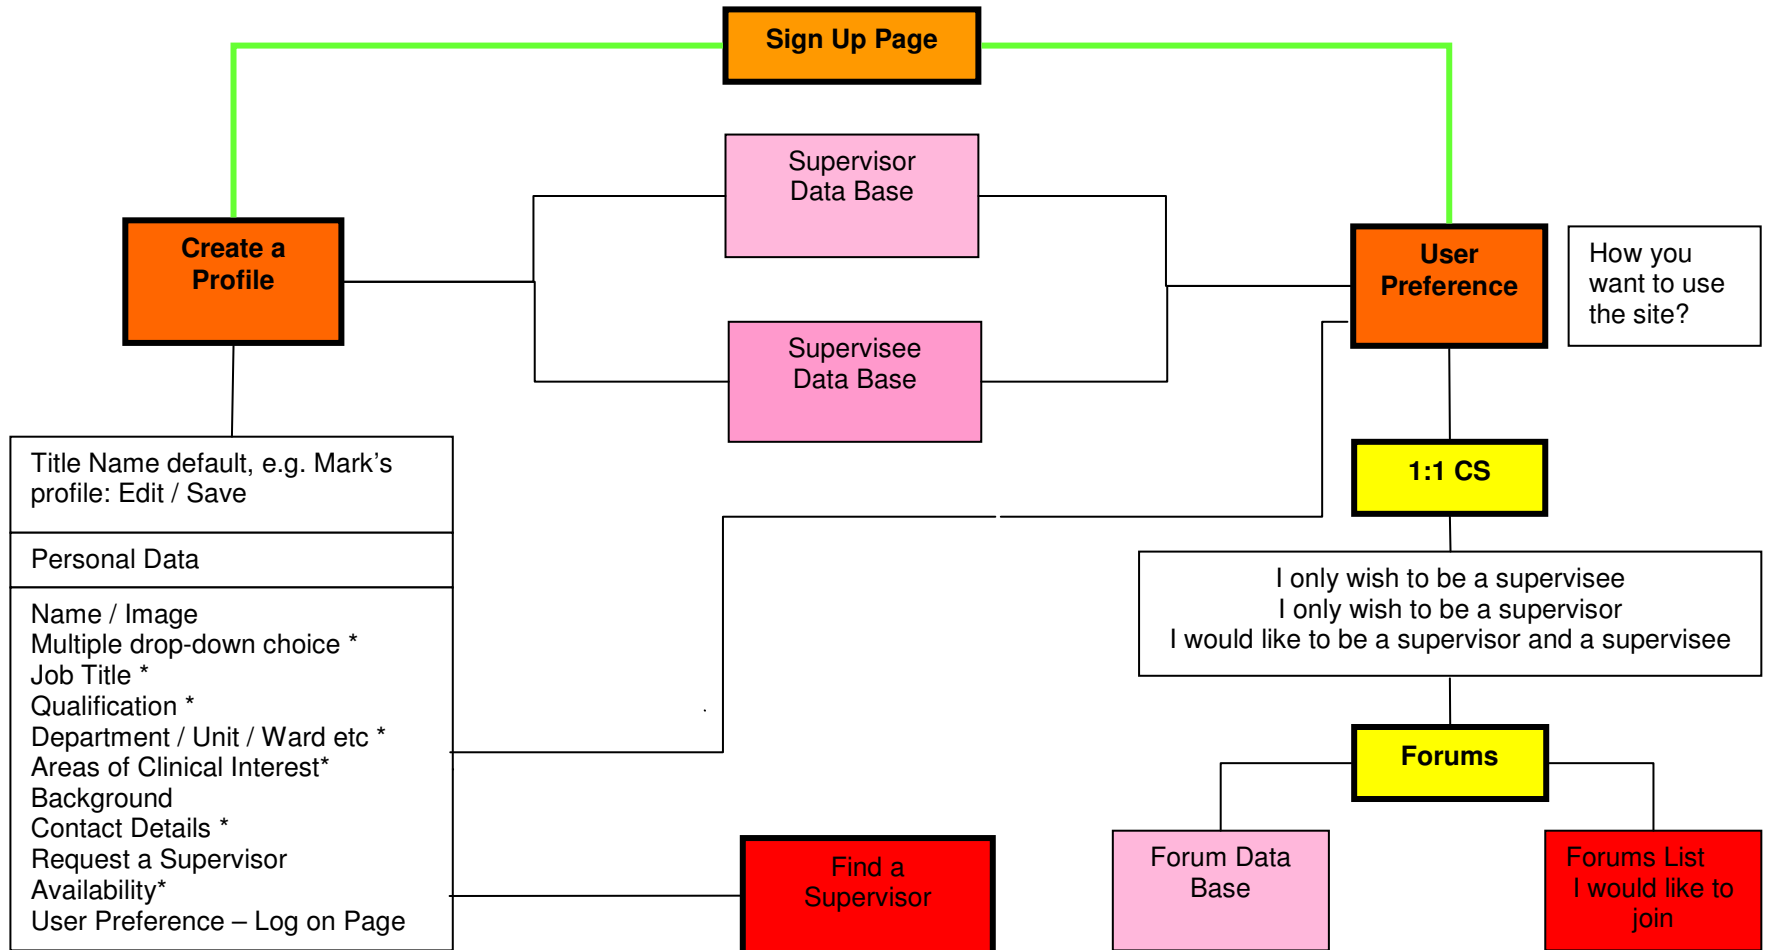 Sign Up Page
Supervisor
Data Base
Create a
Profile
User
Preference
How you
want to use
the site?
Supervisee
Data Base
Title Name default, e.g. Mark’s
profile: Edit / Save
1:1 CS
Personal Data
I only wish to be a supervisee
I only wish to be a supervisor
I would like to be a supervisor and a supervisee
Name / Image
Multiple drop-down choice *
Job Title *
Qualification *
Department / Unit / Ward etc *
Areas of Clinical Interest*
Background
Contact Details *
Request a Supervisor
Availability*
User Preference – Log on Page
Forums
Find a
Supervisor
Forum Data
Base
Forums List
I would like to
join